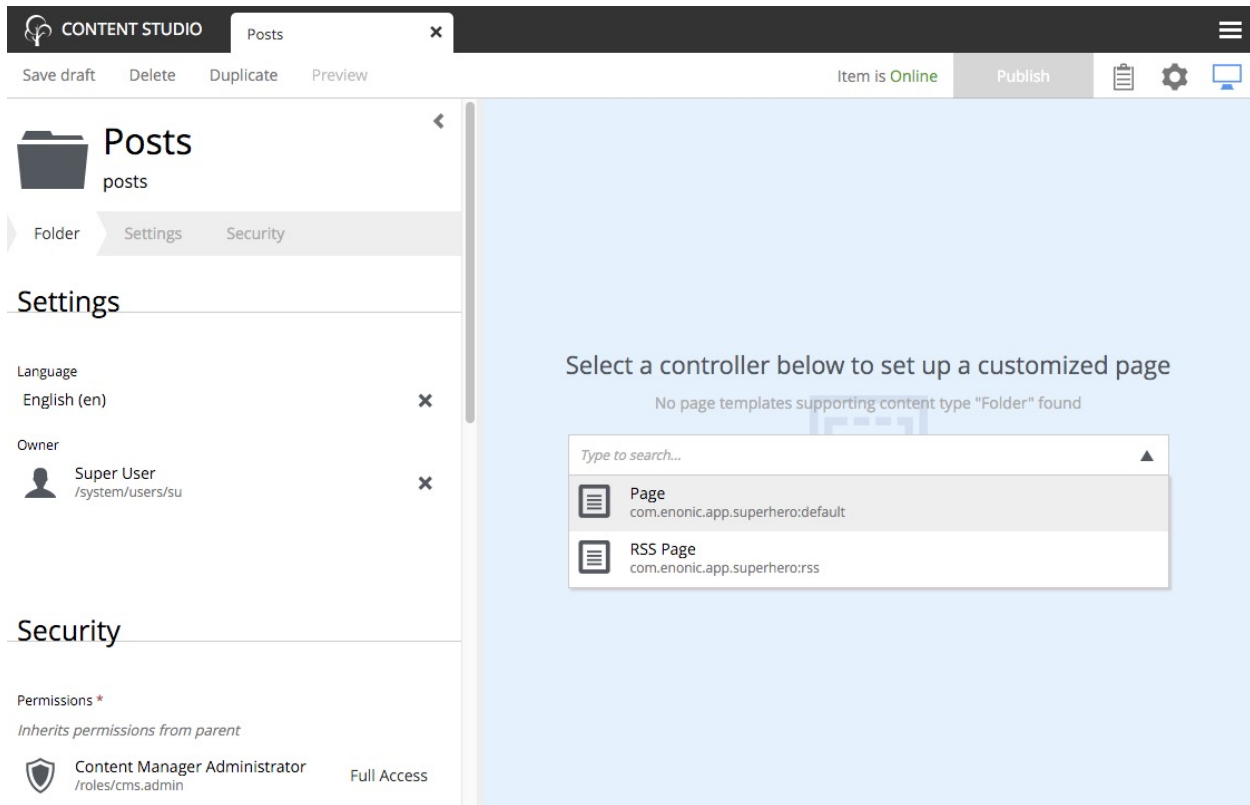 CONTENT STUDIO
Posts
Save draft
Delete
Duplicate
Preview
Item is Online
Publish
Posts
posts
Folder
Settings
Security
Settings
Language
English (en)
Owner
Super User
/system/users/su
Security
Permissions *
Inherits permissions from parent
Content Manager Administrator
/roles/cms.admin
Full Access
Select a controller below to set up a customized page
No page templates supporting content type "Folder" found
Type to search...
Page
com.enonic.app.superhero:default
RSS Page
com.enonic.app.superhero:rss